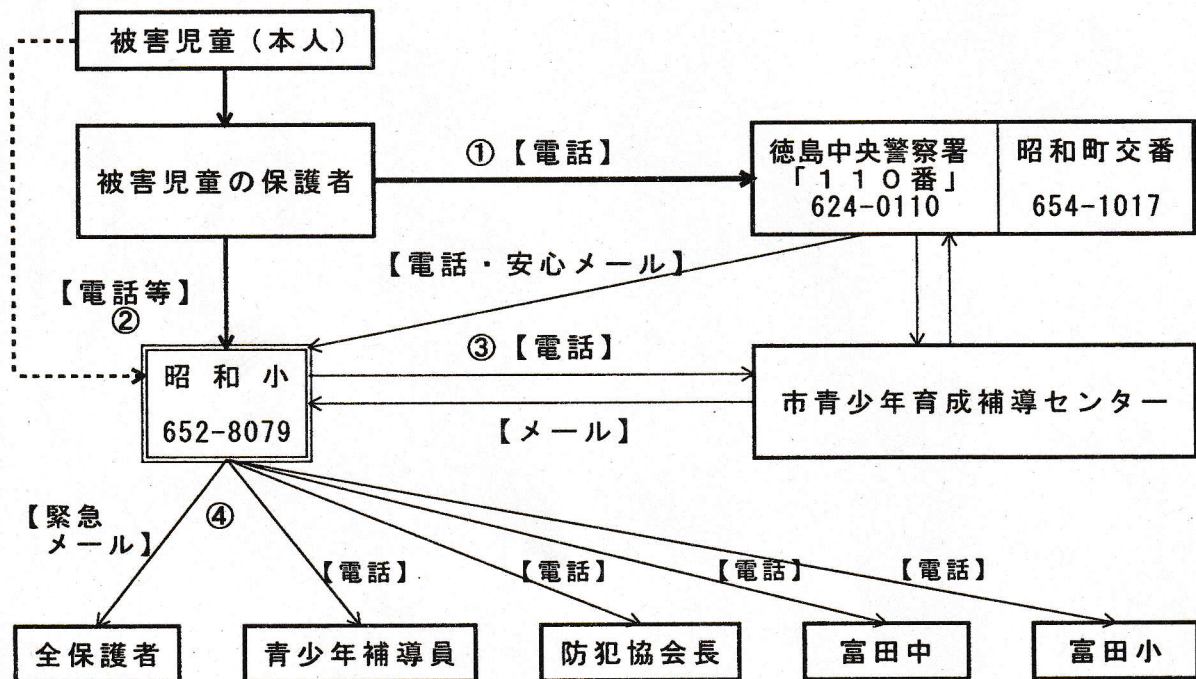 被害児童(本人)
被害児童の保護者
①【電話】
徳島中央警察署
「110番」
624-0110
昭和町交番
654-1017
【電話・安心メール】
【電話等】
②
昭和小
652-8079
③【電話】
【メール】
市青少年育成補導センター
【緊急
メール】
④
【電話】
【電話】
【電話】
【電話】
全保護者
青少年補導員
防犯協会長
富田中
富田小